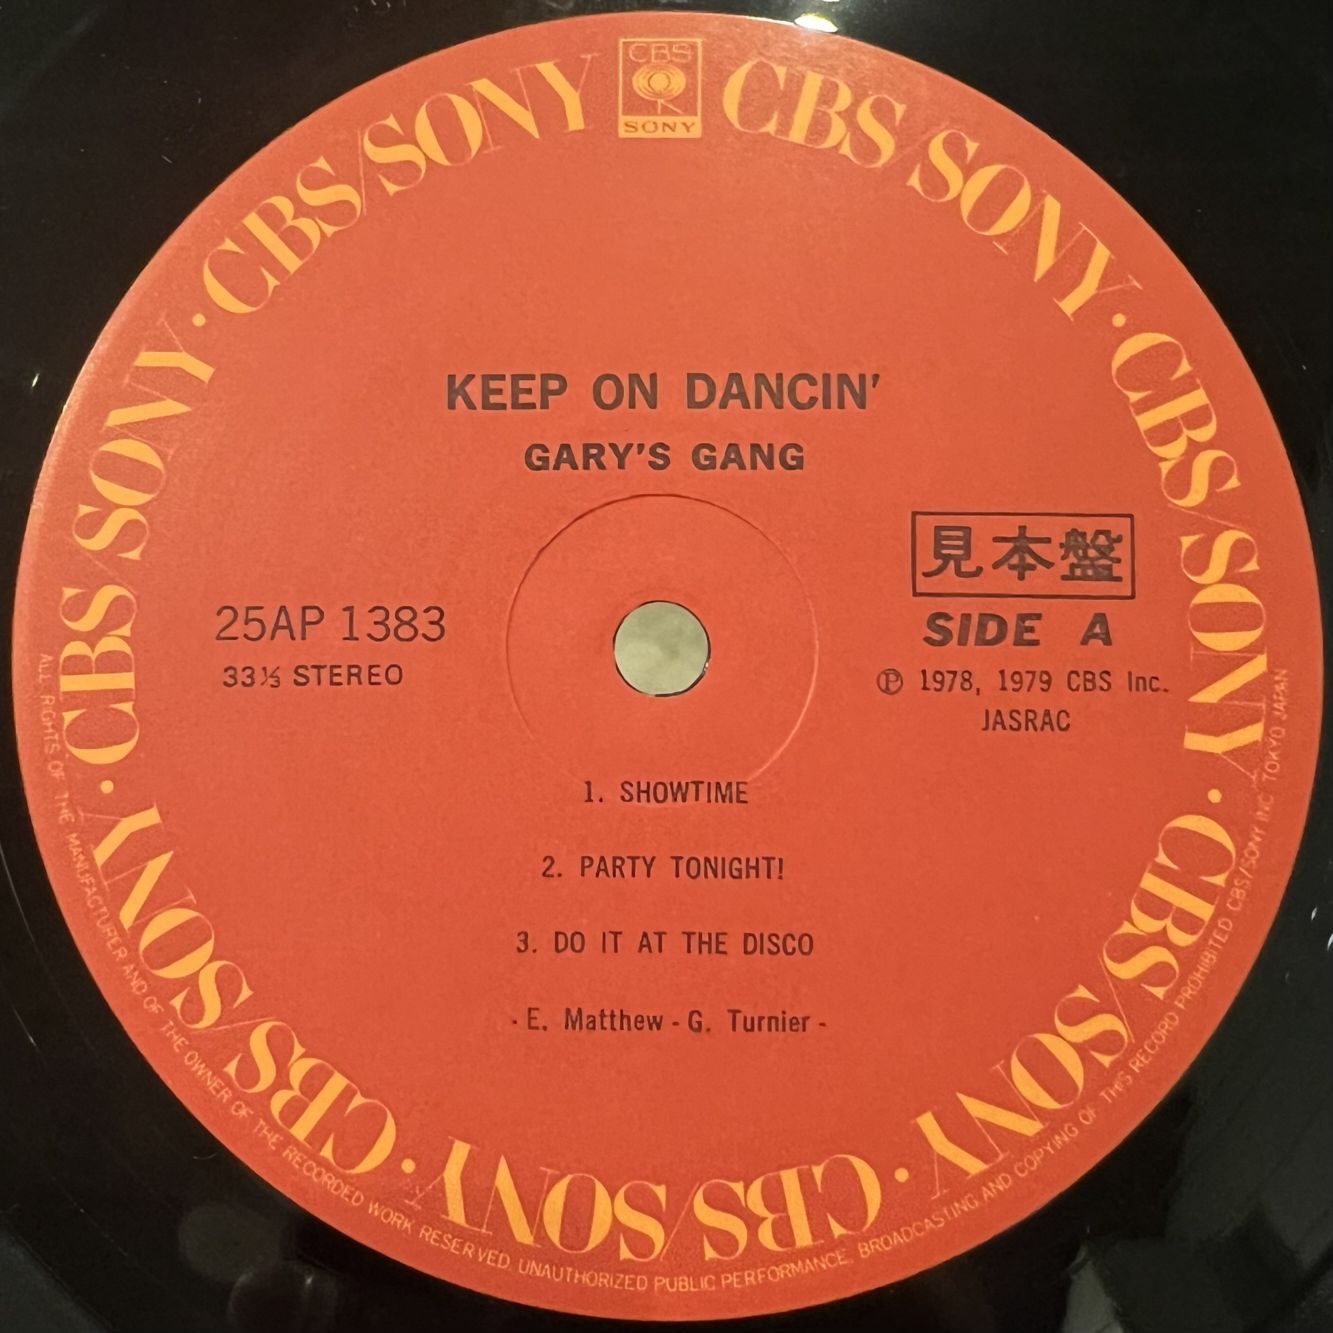 CBS
SONY
CBS/SONY · CBS/SONY · CBS/SONY · CBS/SONY · CBS/SONY · CBS/SONY · CBS/SONY · CBS/SONY
KEEP ON DANCIN'
GARY'S GANG
見本盤
25AP 1383
SIDE A
33⅓ STEREO
Ⓟ 1978, 1979 CBS Inc.
JASRAC
1. SHOWTIME
2. PARTY TONIGHT!
3. DO IT AT THE DISCO
- E. Matthew - G. Turnier -
ALL RIGHTS OF THE MANUFACTURER AND OF THE OWNER OF THE RECORDED WORK RESERVED. UNAUTHORIZED PUBLIC PERFORMANCE, BROADCASTING AND COPYING OF THIS RECORD PROHIBITED CBS/SONY INC. TOKYO JAPAN